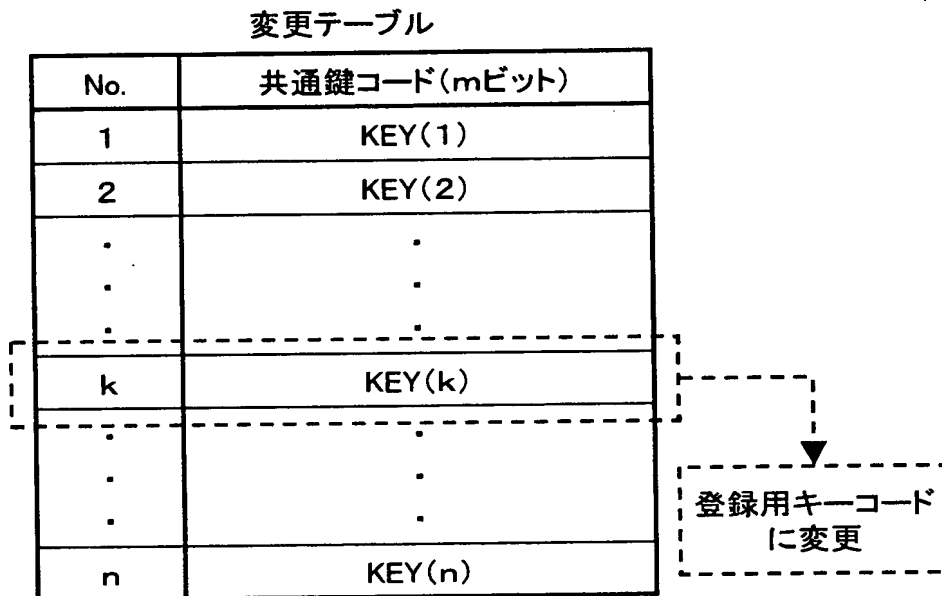 変更テーブル
No. 共通鍵コード(mビット)
1 KEY(1)
2 KEY(2)
・ ・
・ ・
・ ・
k KEY(k)
・ ・
・ ・
・ ・
n KEY(n)
登録用キーコード
に変更